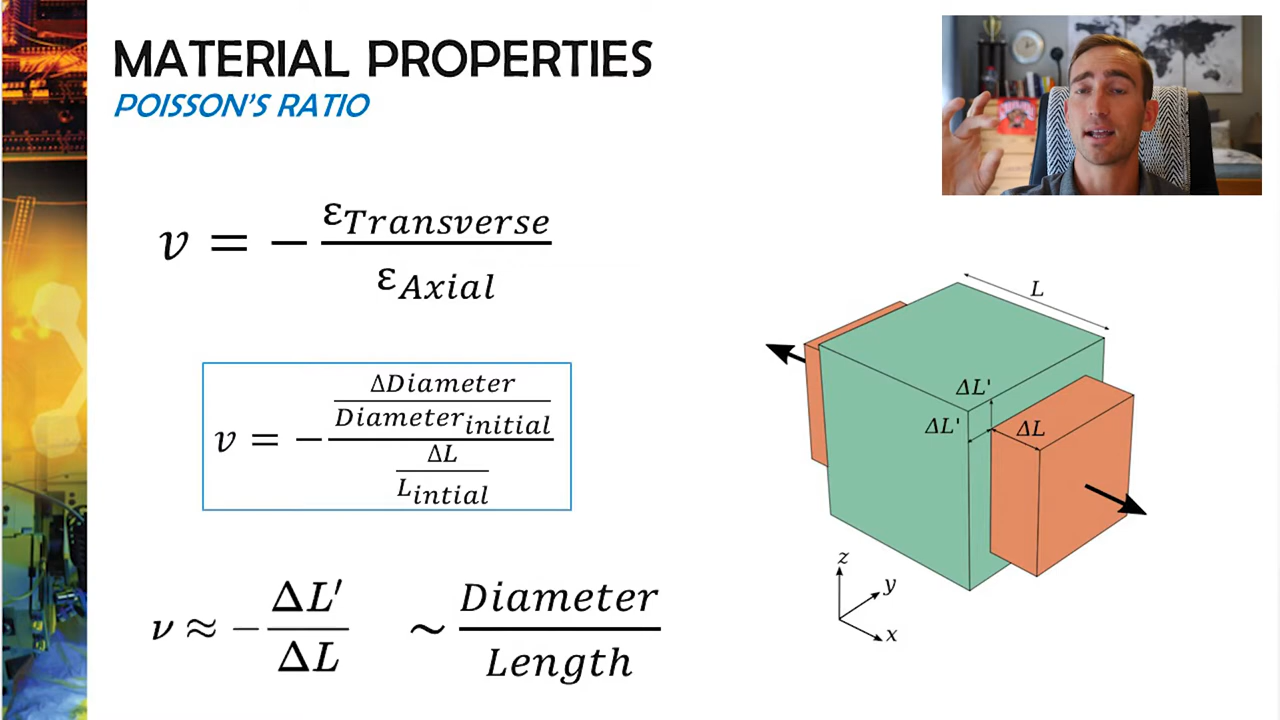 MATERIAL PROPERTIES
POISSON'S RATIO
v = − εTransverse / εAxial
v = − (ΔDiameter / Diameterinitial) / (ΔL / Lintial)
ν ≈ − ΔL' / ΔL ~ Diameter / Length
L
ΔL'
ΔL'
ΔL
z
y
x